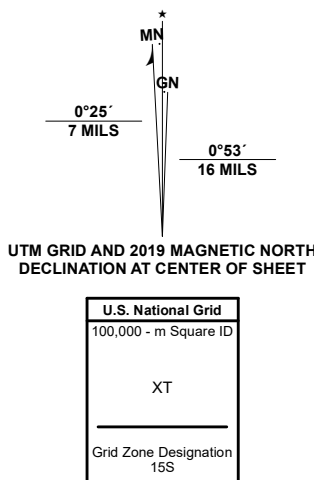 ★
MN
GN
0°25´
7 MILS
0°53´
16 MILS
UTM GRID AND 2019 MAGNETIC NORTH
DECLINATION AT CENTER OF SHEET
U.S. National Grid
100,000 - m Square ID
XT
Grid Zone Designation
15S